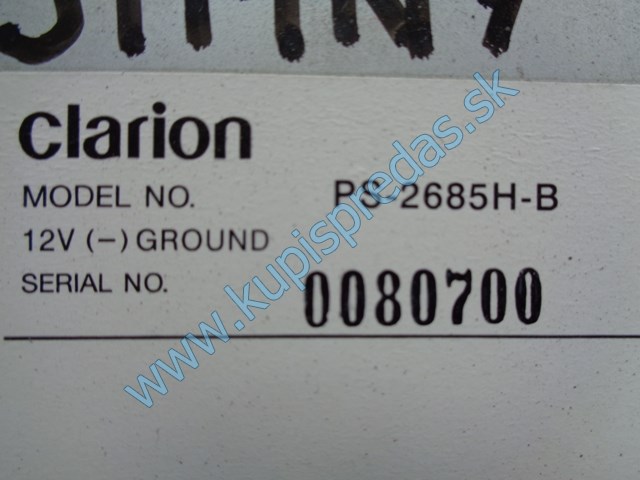 clarion
MODEL NO. PS-2685H-B
12V (−) GROUND
SERIAL NO. 0080700
www.kupispredas.sk